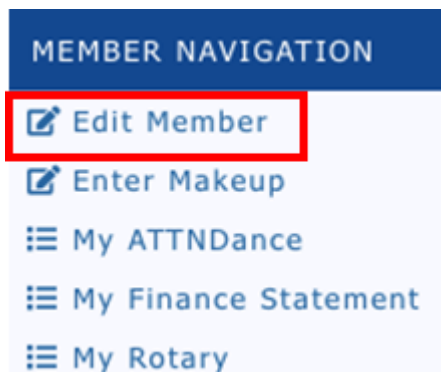 MEMBER NAVIGATION
Edit Member
Enter Makeup
My ATTNDance
My Finance Statement
My Rotary